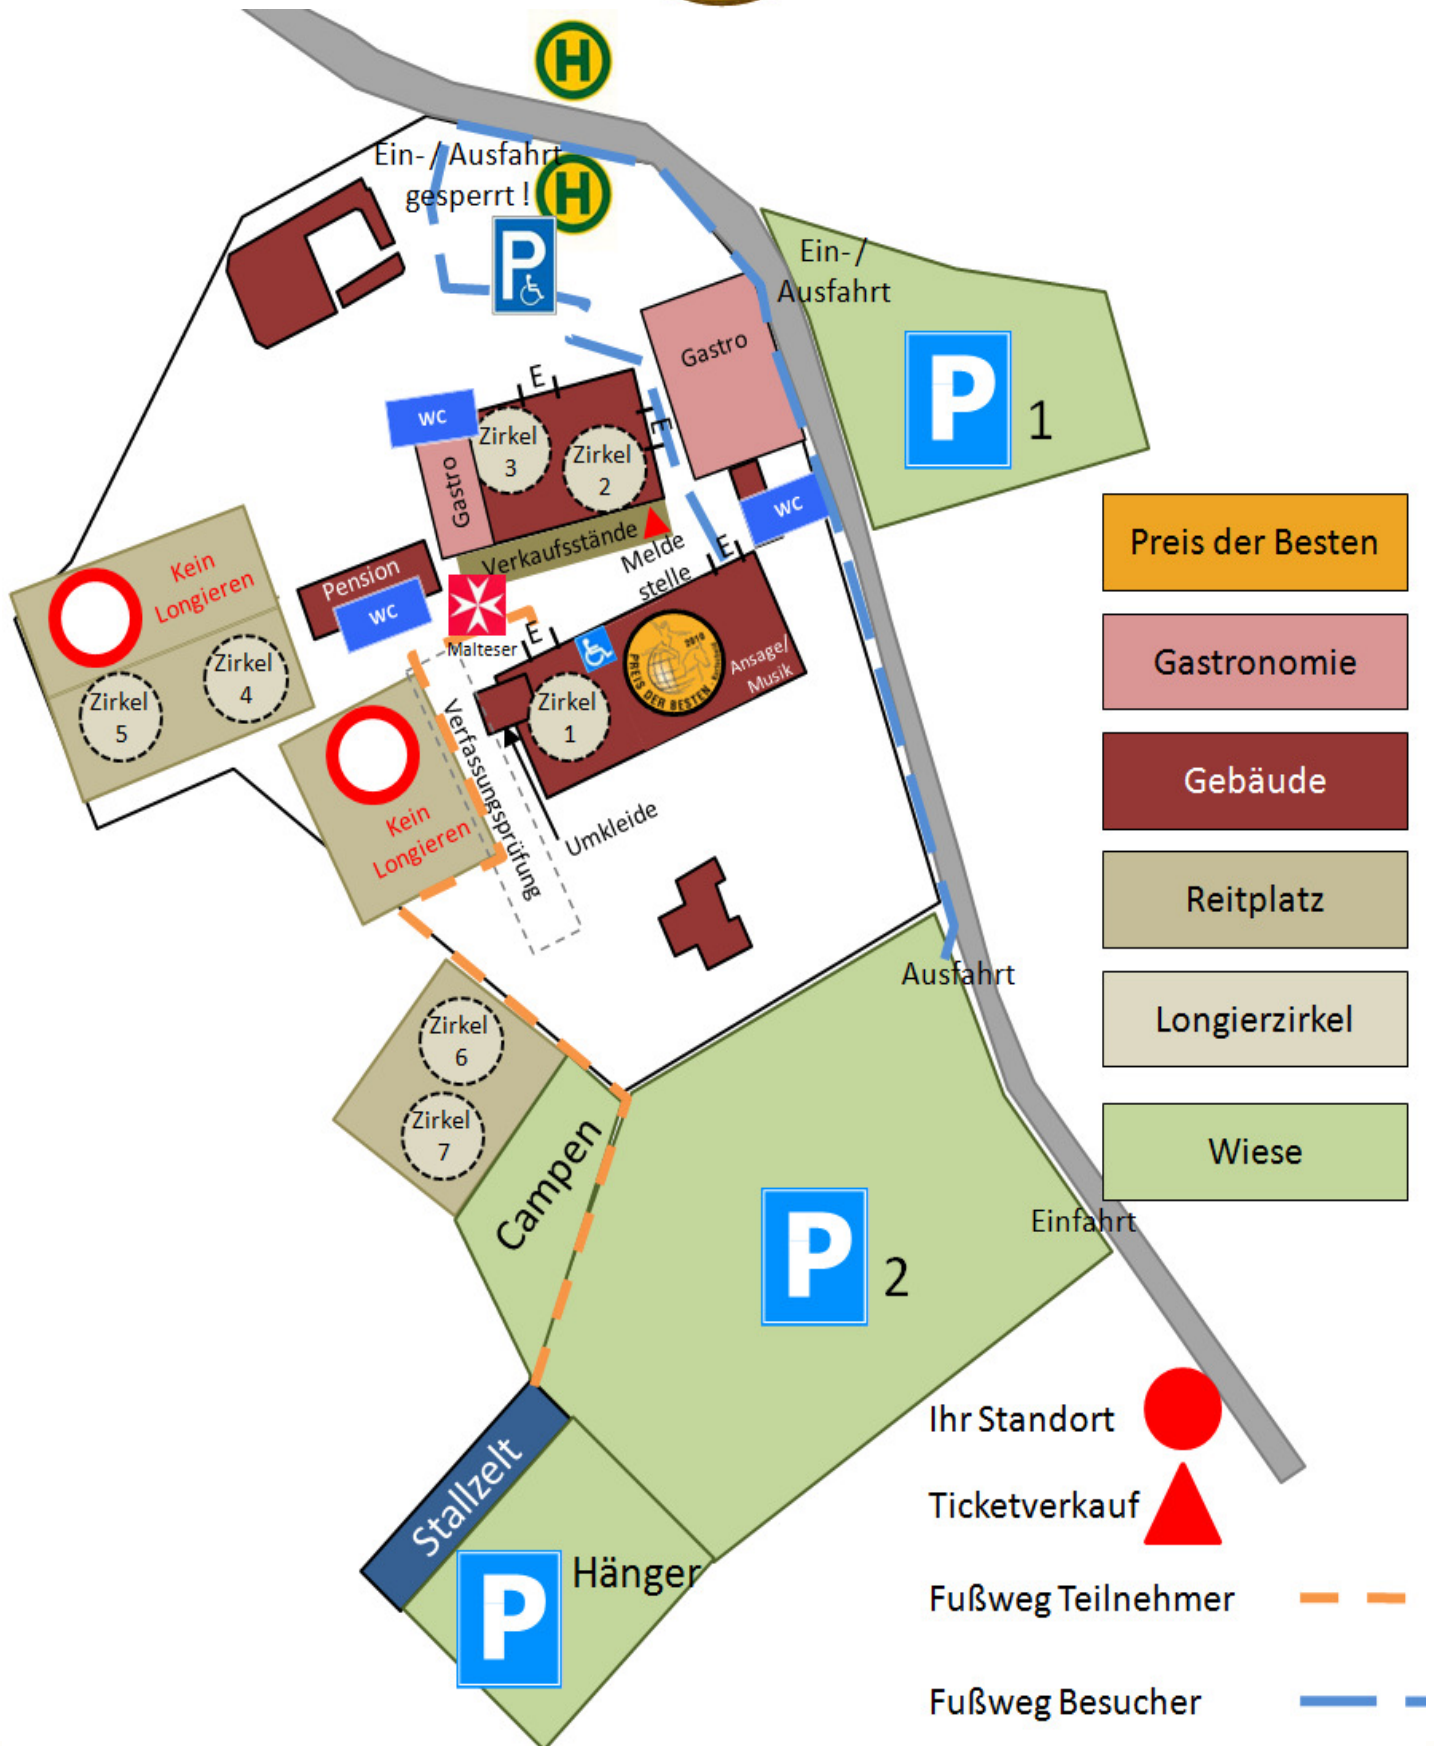 H
Ein- / Ausfahrt
gesperrt !
H
P
Ein- /
Ausfahrt
Gastro
P 1
E
wc
Zirkel
3
Zirkel
2
E
Gastro
wc
Verkaufsstände
Melde
stelle
E
Kein
Longieren
Pension
wc
Malteser
E
Zirkel
4
Zirkel
5
Zirkel
1
2010
PREIS DER BESTEN
Ansage/
Musik
Verfassungsprüfung
Kein
Longieren
Umkleide
Ausfahrt
Zirkel
6
Zirkel
7
Campen
P 2
Einfahrt
Stallzelt
P
Hänger
Preis der Besten
Gastronomie
Gebäude
Reitplatz
Longierzirkel
Wiese
Ihr Standort
Ticketverkauf
Fußweg Teilnehmer
Fußweg Besucher